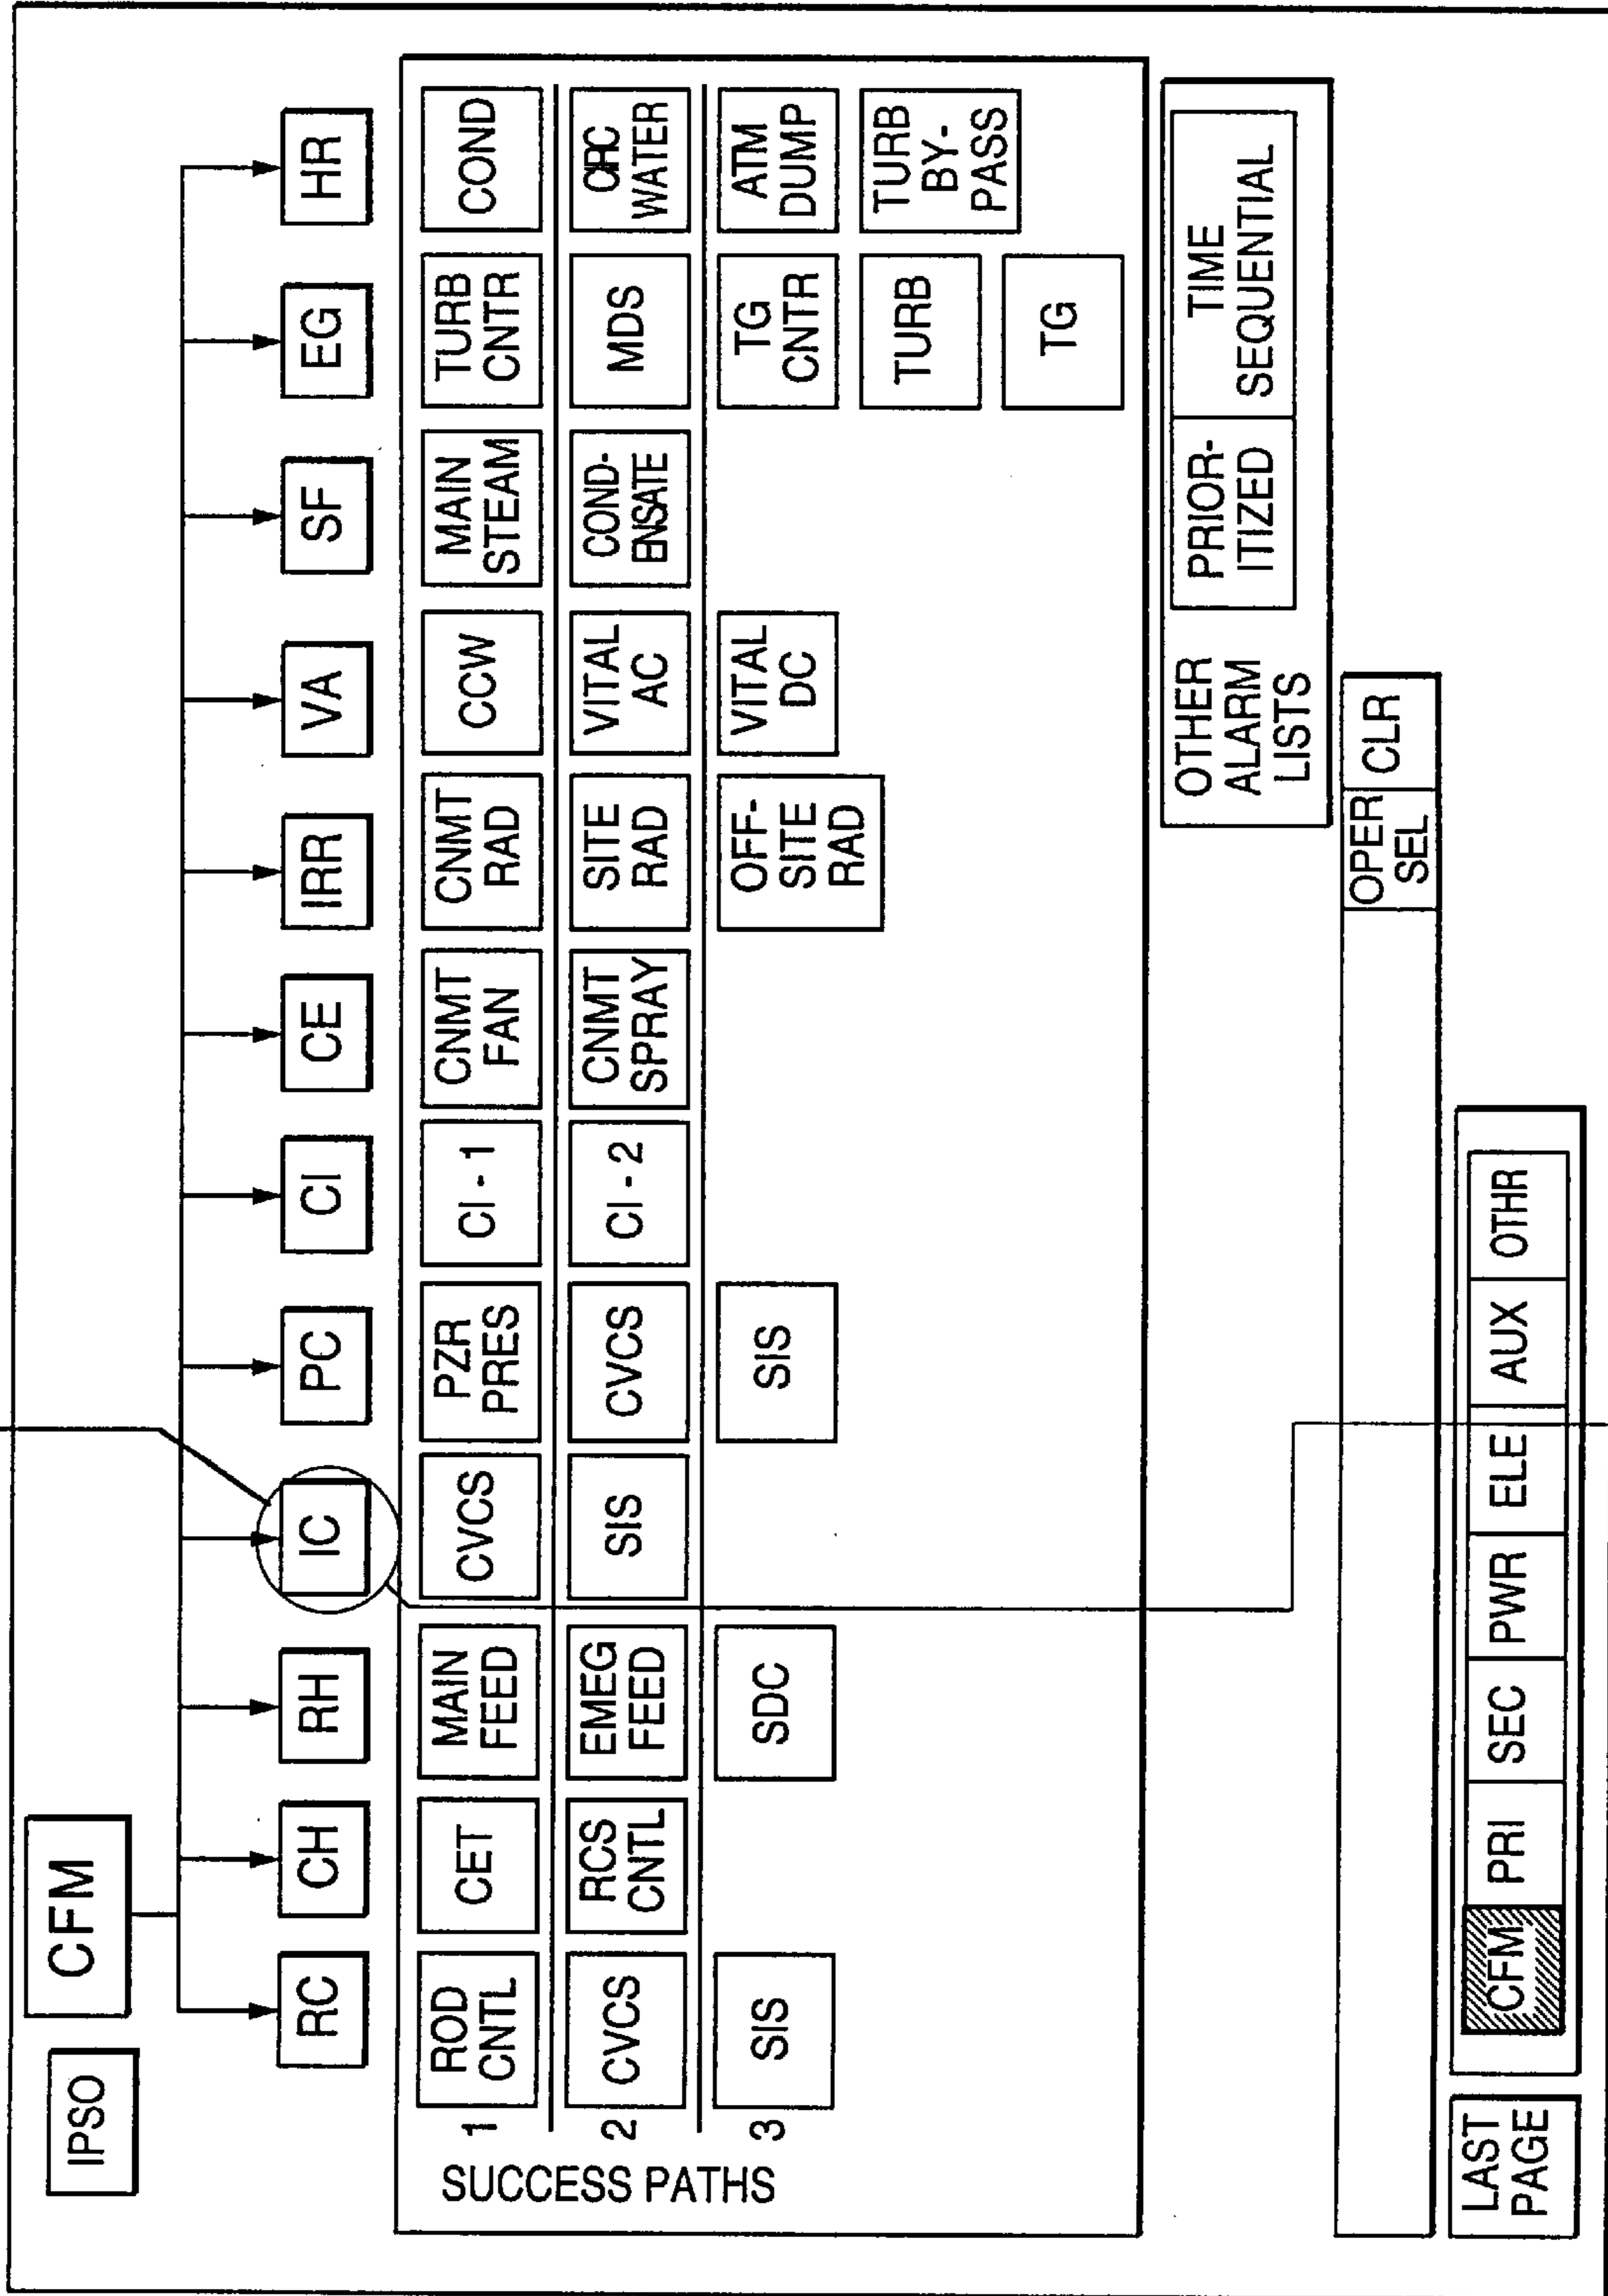 IPSO
CFM
RC
CH
RH
IC
PC
CI
CE
IRR
VA
SF
EG
HR
SUCCESS PATHS
1
ROD
CNTL
CET
MAIN
FEED
CVCS
PZR
PRES
CI - 1
CNMT
FAN
CNMT
RAD
CCW
MAIN
STEAM
TURB
CNTR
COND
2
CVCS
RCS
CNTL
EMEG
FEED
SIS
CVCS
CI - 2
CNMT
SPRAY
SITE
RAD
VITAL
AC
COND-
ENSATE
MDS
CIRC
WATER
3
SIS
SDC
SIS
OFF-
SITE
RAD
VITAL
DC
TG
CNTR
ATM
DUMP
TURB
TURB
BY-
PASS
TG
OTHER
ALARM
LISTS
PRIOR-
ITIZED
TIME
SEQUENTIAL
OPER
SEL
CLR
LAST
PAGE
CFM
PRI
SEC
PWR
ELE
AUX
OTHR